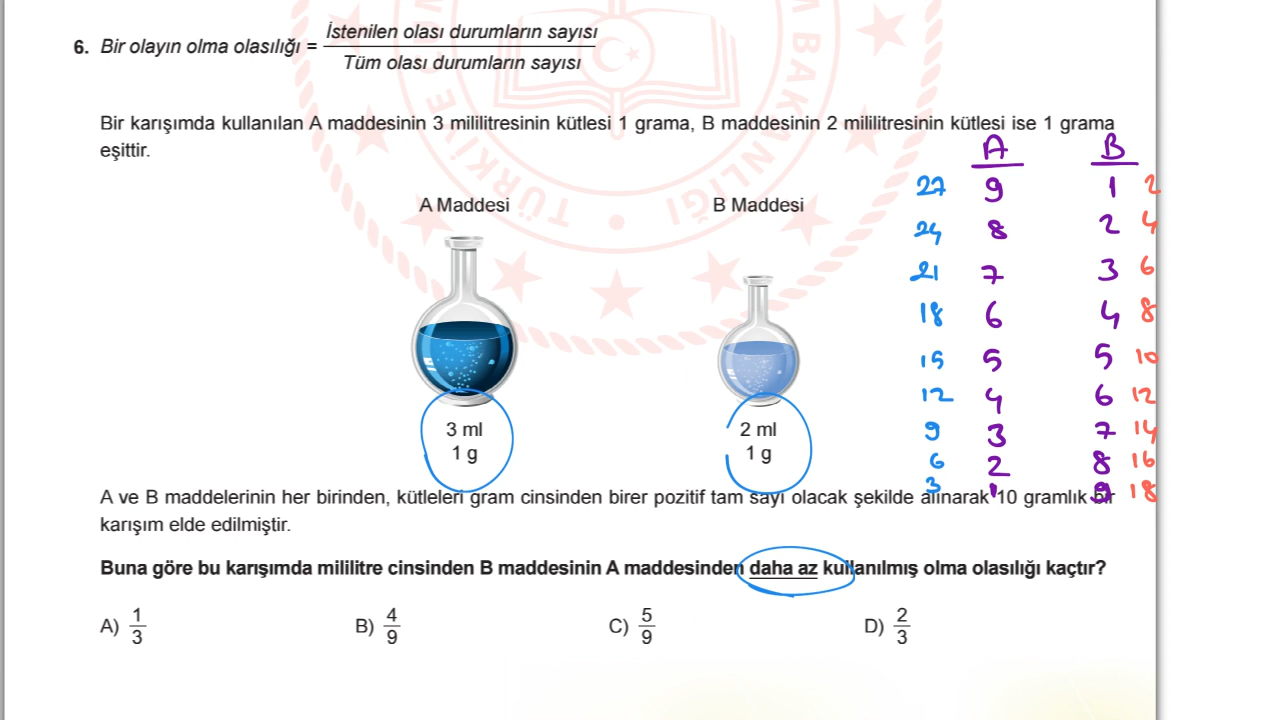 6. Bir olayın olma olasılığı = İstenilen olası durumların sayısı
Tüm olası durumların sayısı
Bir karışımda kullanılan A maddesinin 3 mililitresinin kütlesi 1 grama, B maddesinin 2 mililitresinin kütlesi ise 1 grama
eşittir.
A B
27 9 1 2
A Maddesi B Maddesi
24 8 2 4
21 7 3 6
18 6 4 8
15 5 5 10
12 4 6 12
9 3 7 14
6 2 8 16
3 1 9 18
3 ml 2 ml
1 g 1 g
A ve B maddelerinin her birinden, kütleleri gram cinsinden birer pozitif tam sayı olacak şekilde alınarak 10 gramlık bir
karışım elde edilmiştir.
Buna göre bu karışımda mililitre cinsinden B maddesinin A maddesinden daha az kullanılmış olma olasılığı kaçtır?
A) 1/3 B) 4/9 C) 5/9 D) 2/3